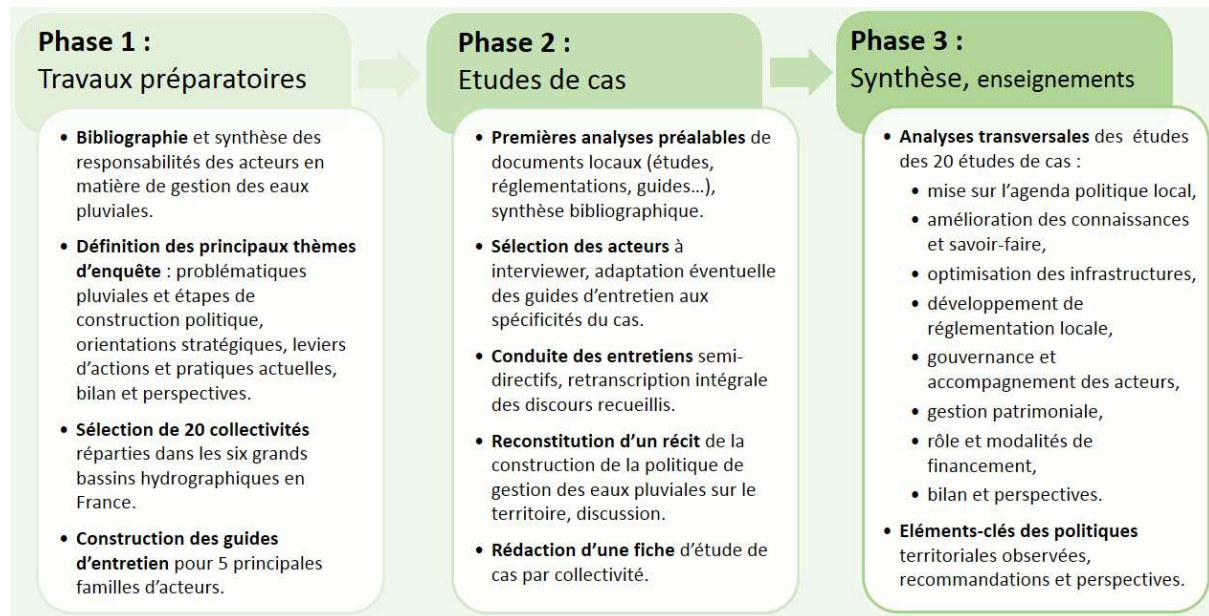 Phase 1 :
Travaux préparatoires
• Bibliographie et synthèse des
responsabilités des acteurs en
matière de gestion des eaux
pluviales.
• Définition des principaux thèmes
d’enquête : problématiques
pluviales et étapes de
construction politique,
orientations stratégiques, leviers
d’actions et pratiques actuelles,
bilan et perspectives.
• Sélection de 20 collectivités
réparties dans les six grands
bassins hydrographiques en
France.
• Construction des guides
d’entretien pour 5 principales
familles d’acteurs.
Phase 2 :
Etudes de cas
• Premières analyses préalables de
documents locaux (études,
réglementations, guides…),
synthèse bibliographique.
• Sélection des acteurs à
interviewer, adaptation éventuelle
des guides d’entretien aux
spécificités du cas.
• Conduite des entretiens semi-
directifs, retranscription intégrale
des discours recueillis.
• Reconstitution d’un récit de la
construction de la politique de
gestion des eaux pluviales sur le
territoire, discussion.
• Rédaction d’une fiche d’étude de
cas par collectivité.
Phase 3 :
Synthèse, enseignements
• Analyses transversales des études
des 20 études de cas :
• mise sur l’agenda politique local,
• amélioration des connaissances
et savoir-faire,
• optimisation des infrastructures,
• développement de
réglementation locale,
• gouvernance et
accompagnement des acteurs,
• gestion patrimoniale,
• rôle et modalités de
financement,
• bilan et perspectives.
• Eléments-clés des politiques
territoriales observées,
recommandations et perspectives.